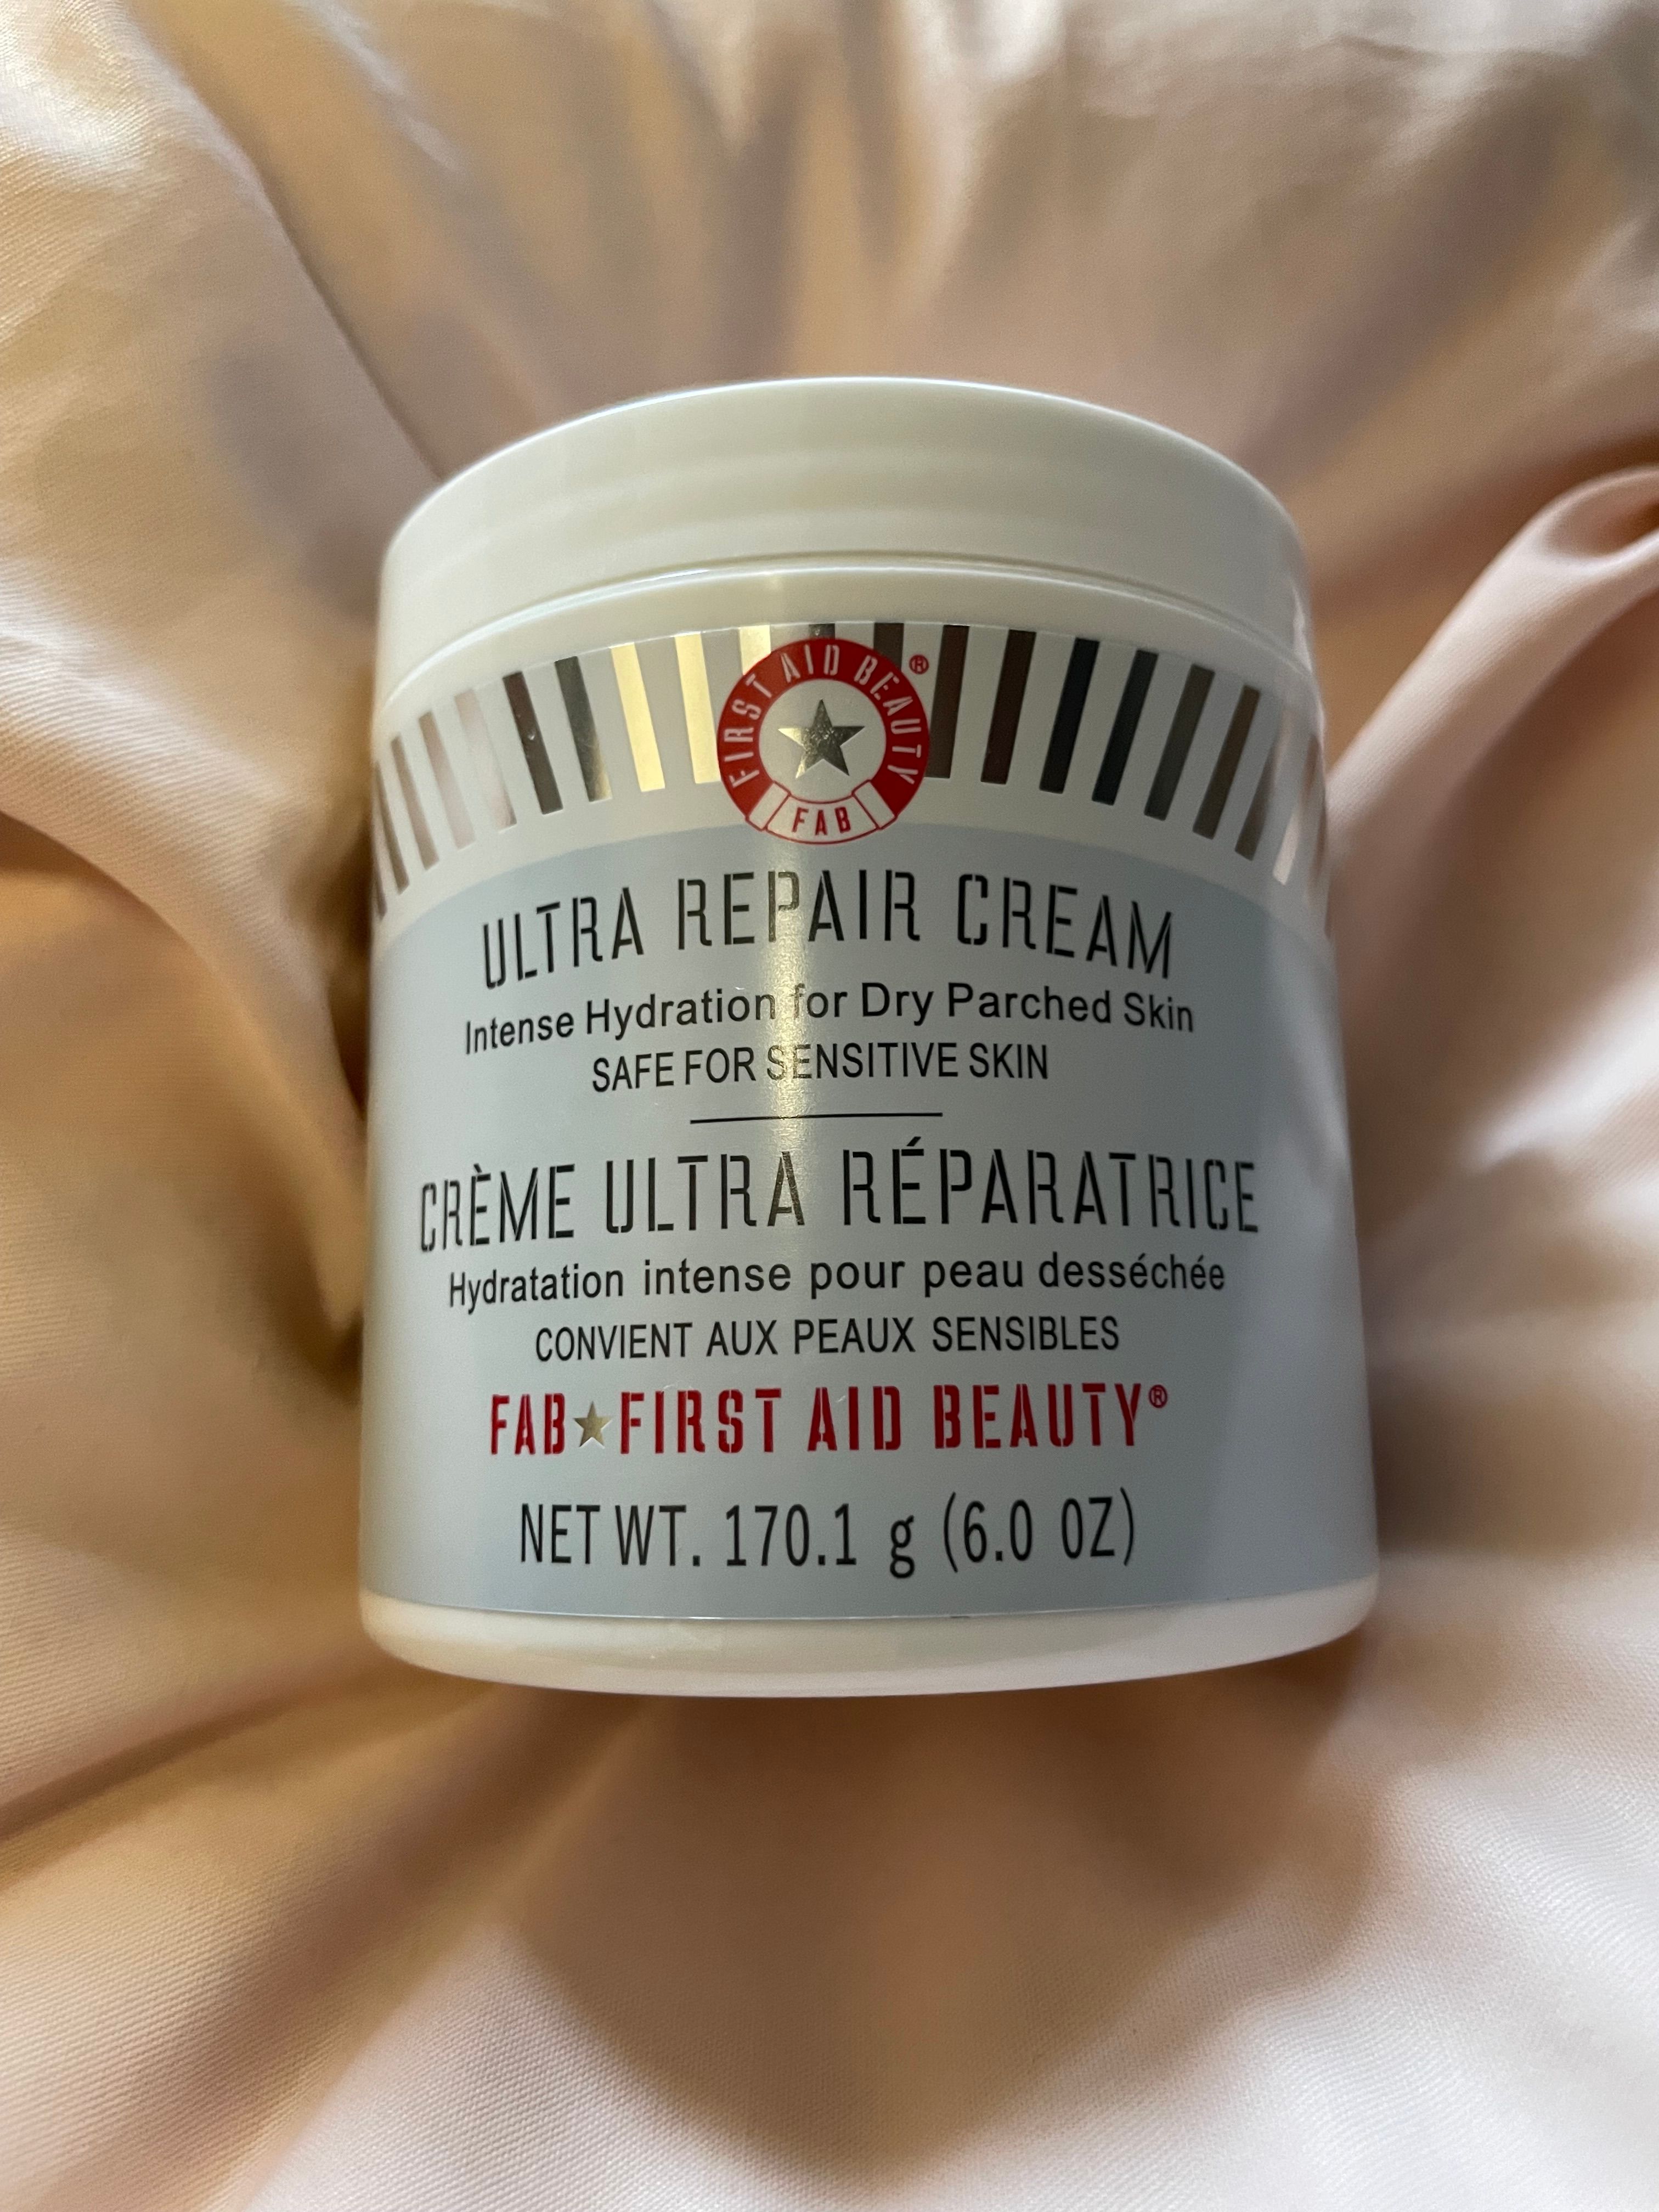 FIRST AID BEAUTY®
FAB
ULTRA REPAIR CREAM
Intense Hydration for Dry Parched Skin
SAFE FOR SENSITIVE SKIN
CRÈME ULTRA RÉPARATRICE
Hydratation intense pour peau desséchée
CONVIENT AUX PEAUX SENSIBLES
FAB★FIRST AID BEAUTY®
NET WT. 170.1 g (6.0 OZ)